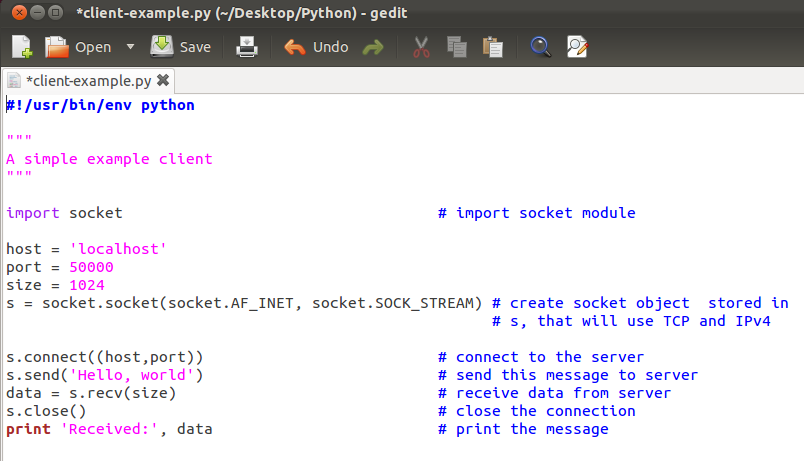 *client-example.py (~/Desktop/Python) - gedit
Open Save Undo
*client-example.py
#!/usr/bin/env python
"""
A simple example client
"""
import socket # import socket module
host = 'localhost'
port = 50000
size = 1024
s = socket.socket(socket.AF_INET, socket.SOCK_STREAM) # create socket object  stored in
# s, that will use TCP and IPv4
s.connect((host,port)) # connect to the server
s.send('Hello, world') # send this message to server
data = s.recv(size) # receive data from server
s.close() # close the connection
print 'Received:', data # print the message